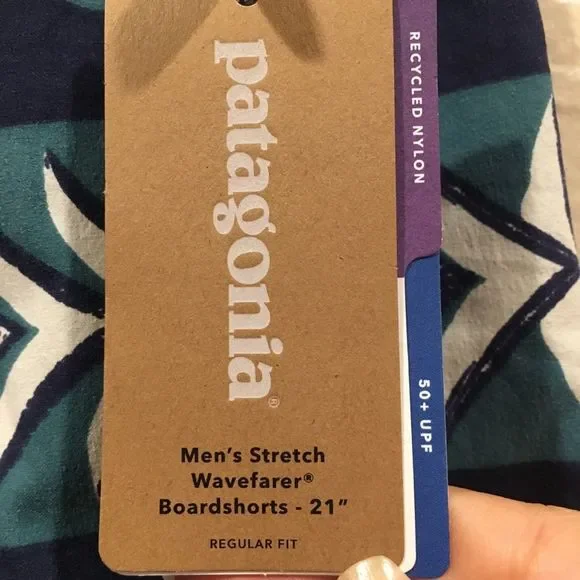 patagonia®
Men's Stretch
Wavefarer®
Boardshorts - 21"
REGULAR FIT
RECYCLED NYLON
50+ UPF